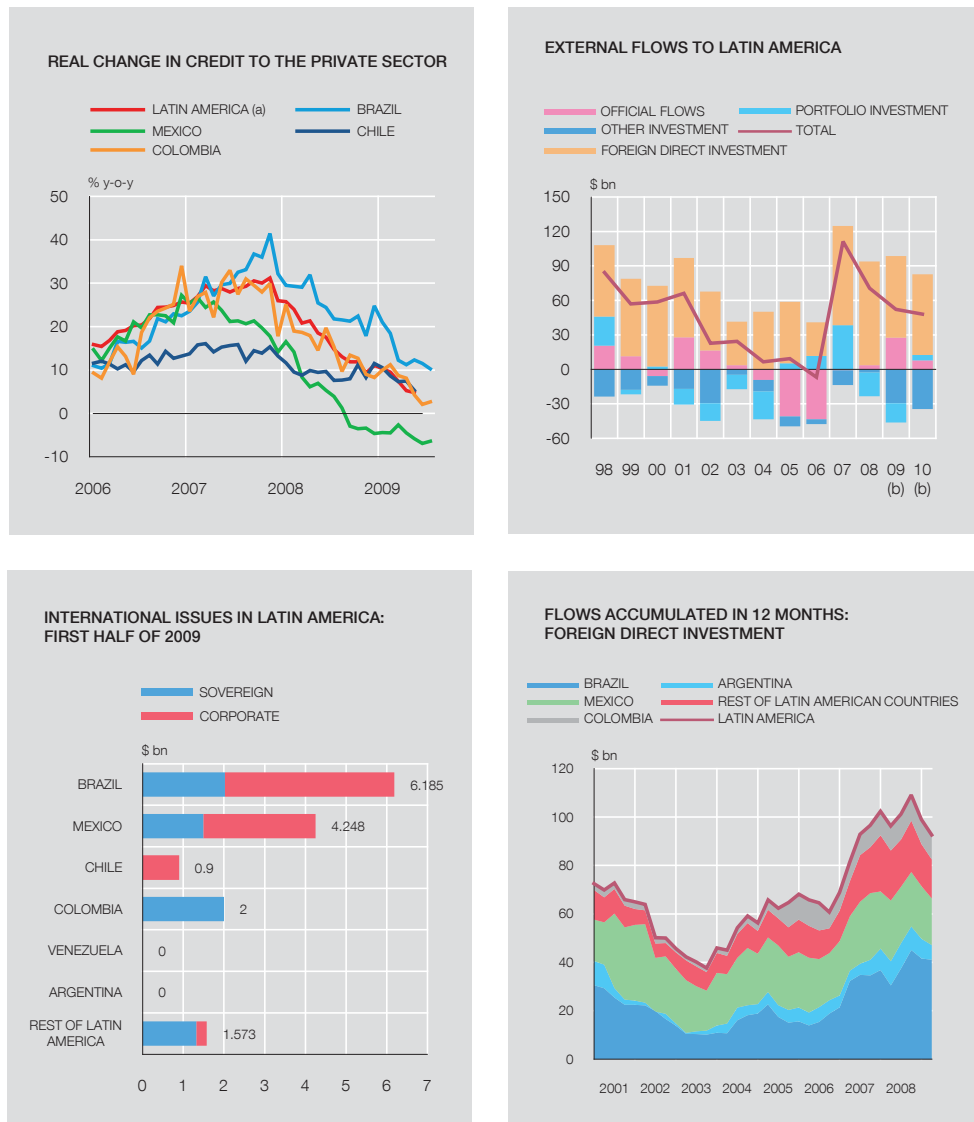 REAL CHANGE IN CREDIT TO THE PRIVATE SECTOR
LATIN AMERICA (a)
BRAZIL
MEXICO
CHILE
COLOMBIA
% y-o-y
50
40
30
20
10
0
-10
2006 2007 2008 2009
EXTERNAL FLOWS TO LATIN AMERICA
OFFICIAL FLOWS
PORTFOLIO INVESTMENT
OTHER INVESTMENT
TOTAL
FOREIGN DIRECT INVESTMENT
$ bn
150
120
90
60
30
0
-30
-60
98 99 00 01 02 03 04 05 06 07 08 09 10
(b) (b)
INTERNATIONAL ISSUES IN LATIN AMERICA:
FIRST HALF OF 2009
SOVEREIGN
CORPORATE
$ bn
BRAZIL 6.185
MEXICO 4.248
CHILE 0.9
COLOMBIA 2
VENEZUELA 0
ARGENTINA 0
REST OF LATIN
AMERICA 1.573
0 1 2 3 4 5 6 7
FLOWS ACCUMULATED IN 12 MONTHS:
FOREIGN DIRECT INVESTMENT
BRAZIL
ARGENTINA
MEXICO
REST OF LATIN AMERICAN COUNTRIES
COLOMBIA
LATIN AMERICA
$ bn
120
100
80
60
40
20
0
2001 2002 2003 2004 2005 2006 2007 2008